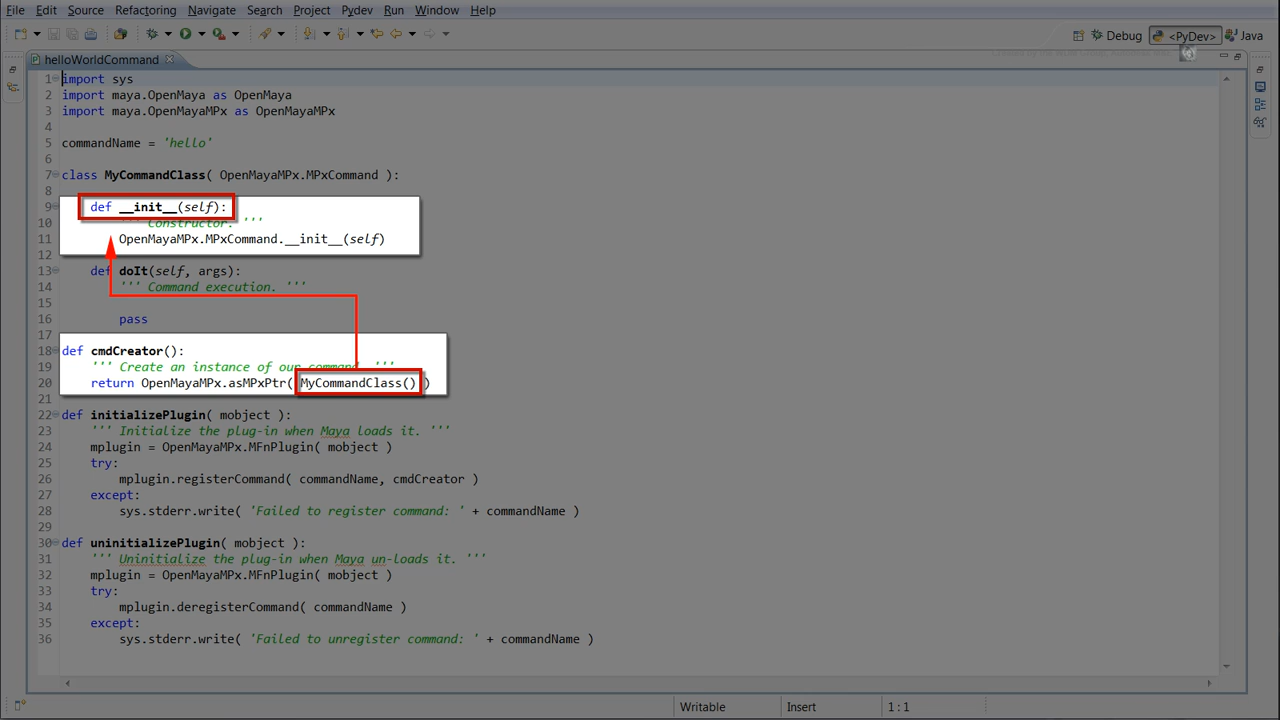 File Edit Source Refactoring Navigate Search Project Pydev Run Window Help
Debug <PyDev> Java
helloWorldCommand
1 import sys
2 import maya.OpenMaya as OpenMaya
3 import maya.OpenMayaMPx as OpenMayaMPx
4
5 commandName = 'hello'
6
7 class MyCommandClass( OpenMayaMPx.MPxCommand ):
8
9 def __init__(self):
10 ''' Constructor. '''
11 OpenMayaMPx.MPxCommand.__init__(self)
12
13 def doIt(self, args):
14 ''' Command execution. '''
15
16 pass
17
18 def cmdCreator():
19 ''' Create an instance of our command. '''
20 return OpenMayaMPx.asMPxPtr( MyCommandClass() )
21
22 def initializePlugin( mobject ):
23 ''' Initialize the plug-in when Maya loads it. '''
24 mplugin = OpenMayaMPx.MFnPlugin( mobject )
25 try:
26 mplugin.registerCommand( commandName, cmdCreator )
27 except:
28 sys.stderr.write( 'Failed to register command: ' + commandName )
29
30 def uninitializePlugin( mobject ):
31 ''' Uninitialize the plug-in when Maya un-loads it. '''
32 mplugin = OpenMayaMPx.MFnPlugin( mobject )
33 try:
34 mplugin.deregisterCommand( commandName )
35 except:
36 sys.stderr.write( 'Failed to unregister command: ' + commandName )
Writable Insert 1 : 1